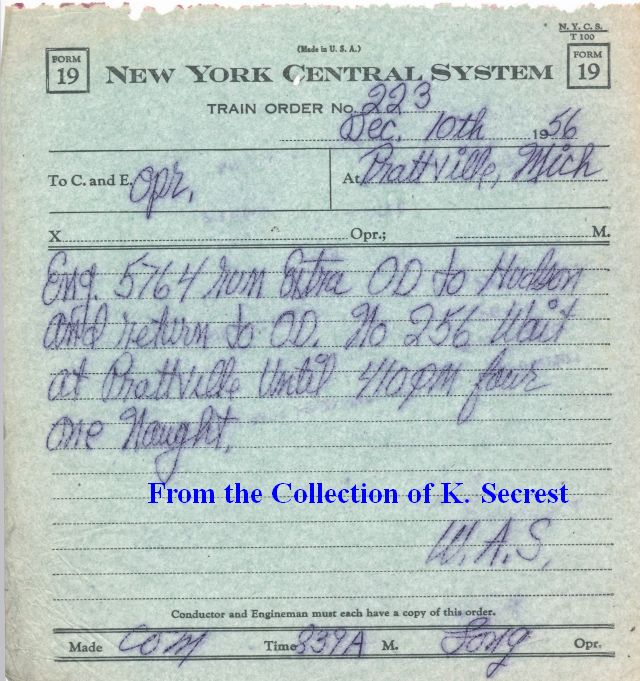 N. Y. C. S.
T 100
(Made in U. S. A.)
FORM 19
NEW YORK CENTRAL SYSTEM
FORM 19
TRAIN ORDER No. 223
Dec. 10th 1956
To C. and E. Opr. At Prattville, Mich
X Opr.; M.
Eng. 5764 run Extra OD to Hudson
and return to OD. No 256 Wait
at Prattville Until 410pm four
one Naught.
From the Collection of K. Secrest
W.A.S.
Conductor and Engineman must each have a copy of this order.
Made Com Time 839A M. Long Opr.